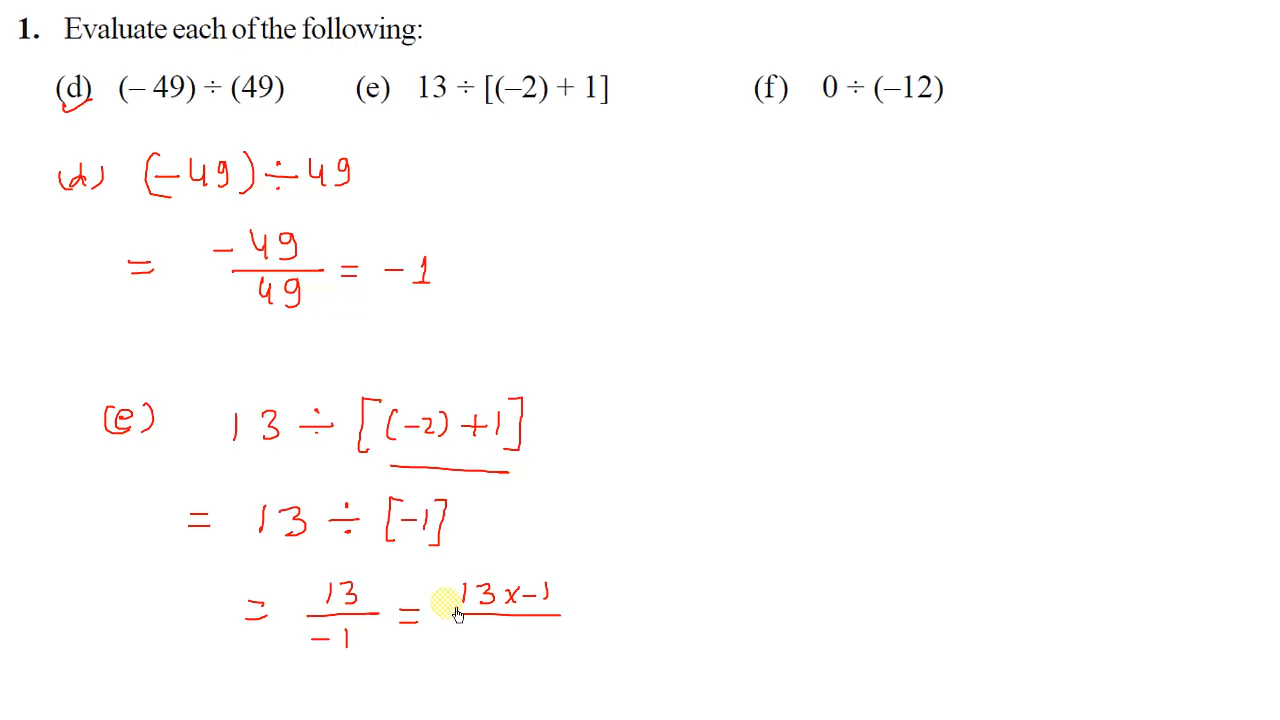 1. Evaluate each of the following:
(d) (– 49) ÷ (49) (e) 13 ÷ [(–2) + 1] (f) 0 ÷ (–12)
(d) (-49) ÷ 49
= -49/49 = -1
(e) 13 ÷ [(-2) +1]
= 13 ÷ [-1]
= 13/-1 = 13x-1